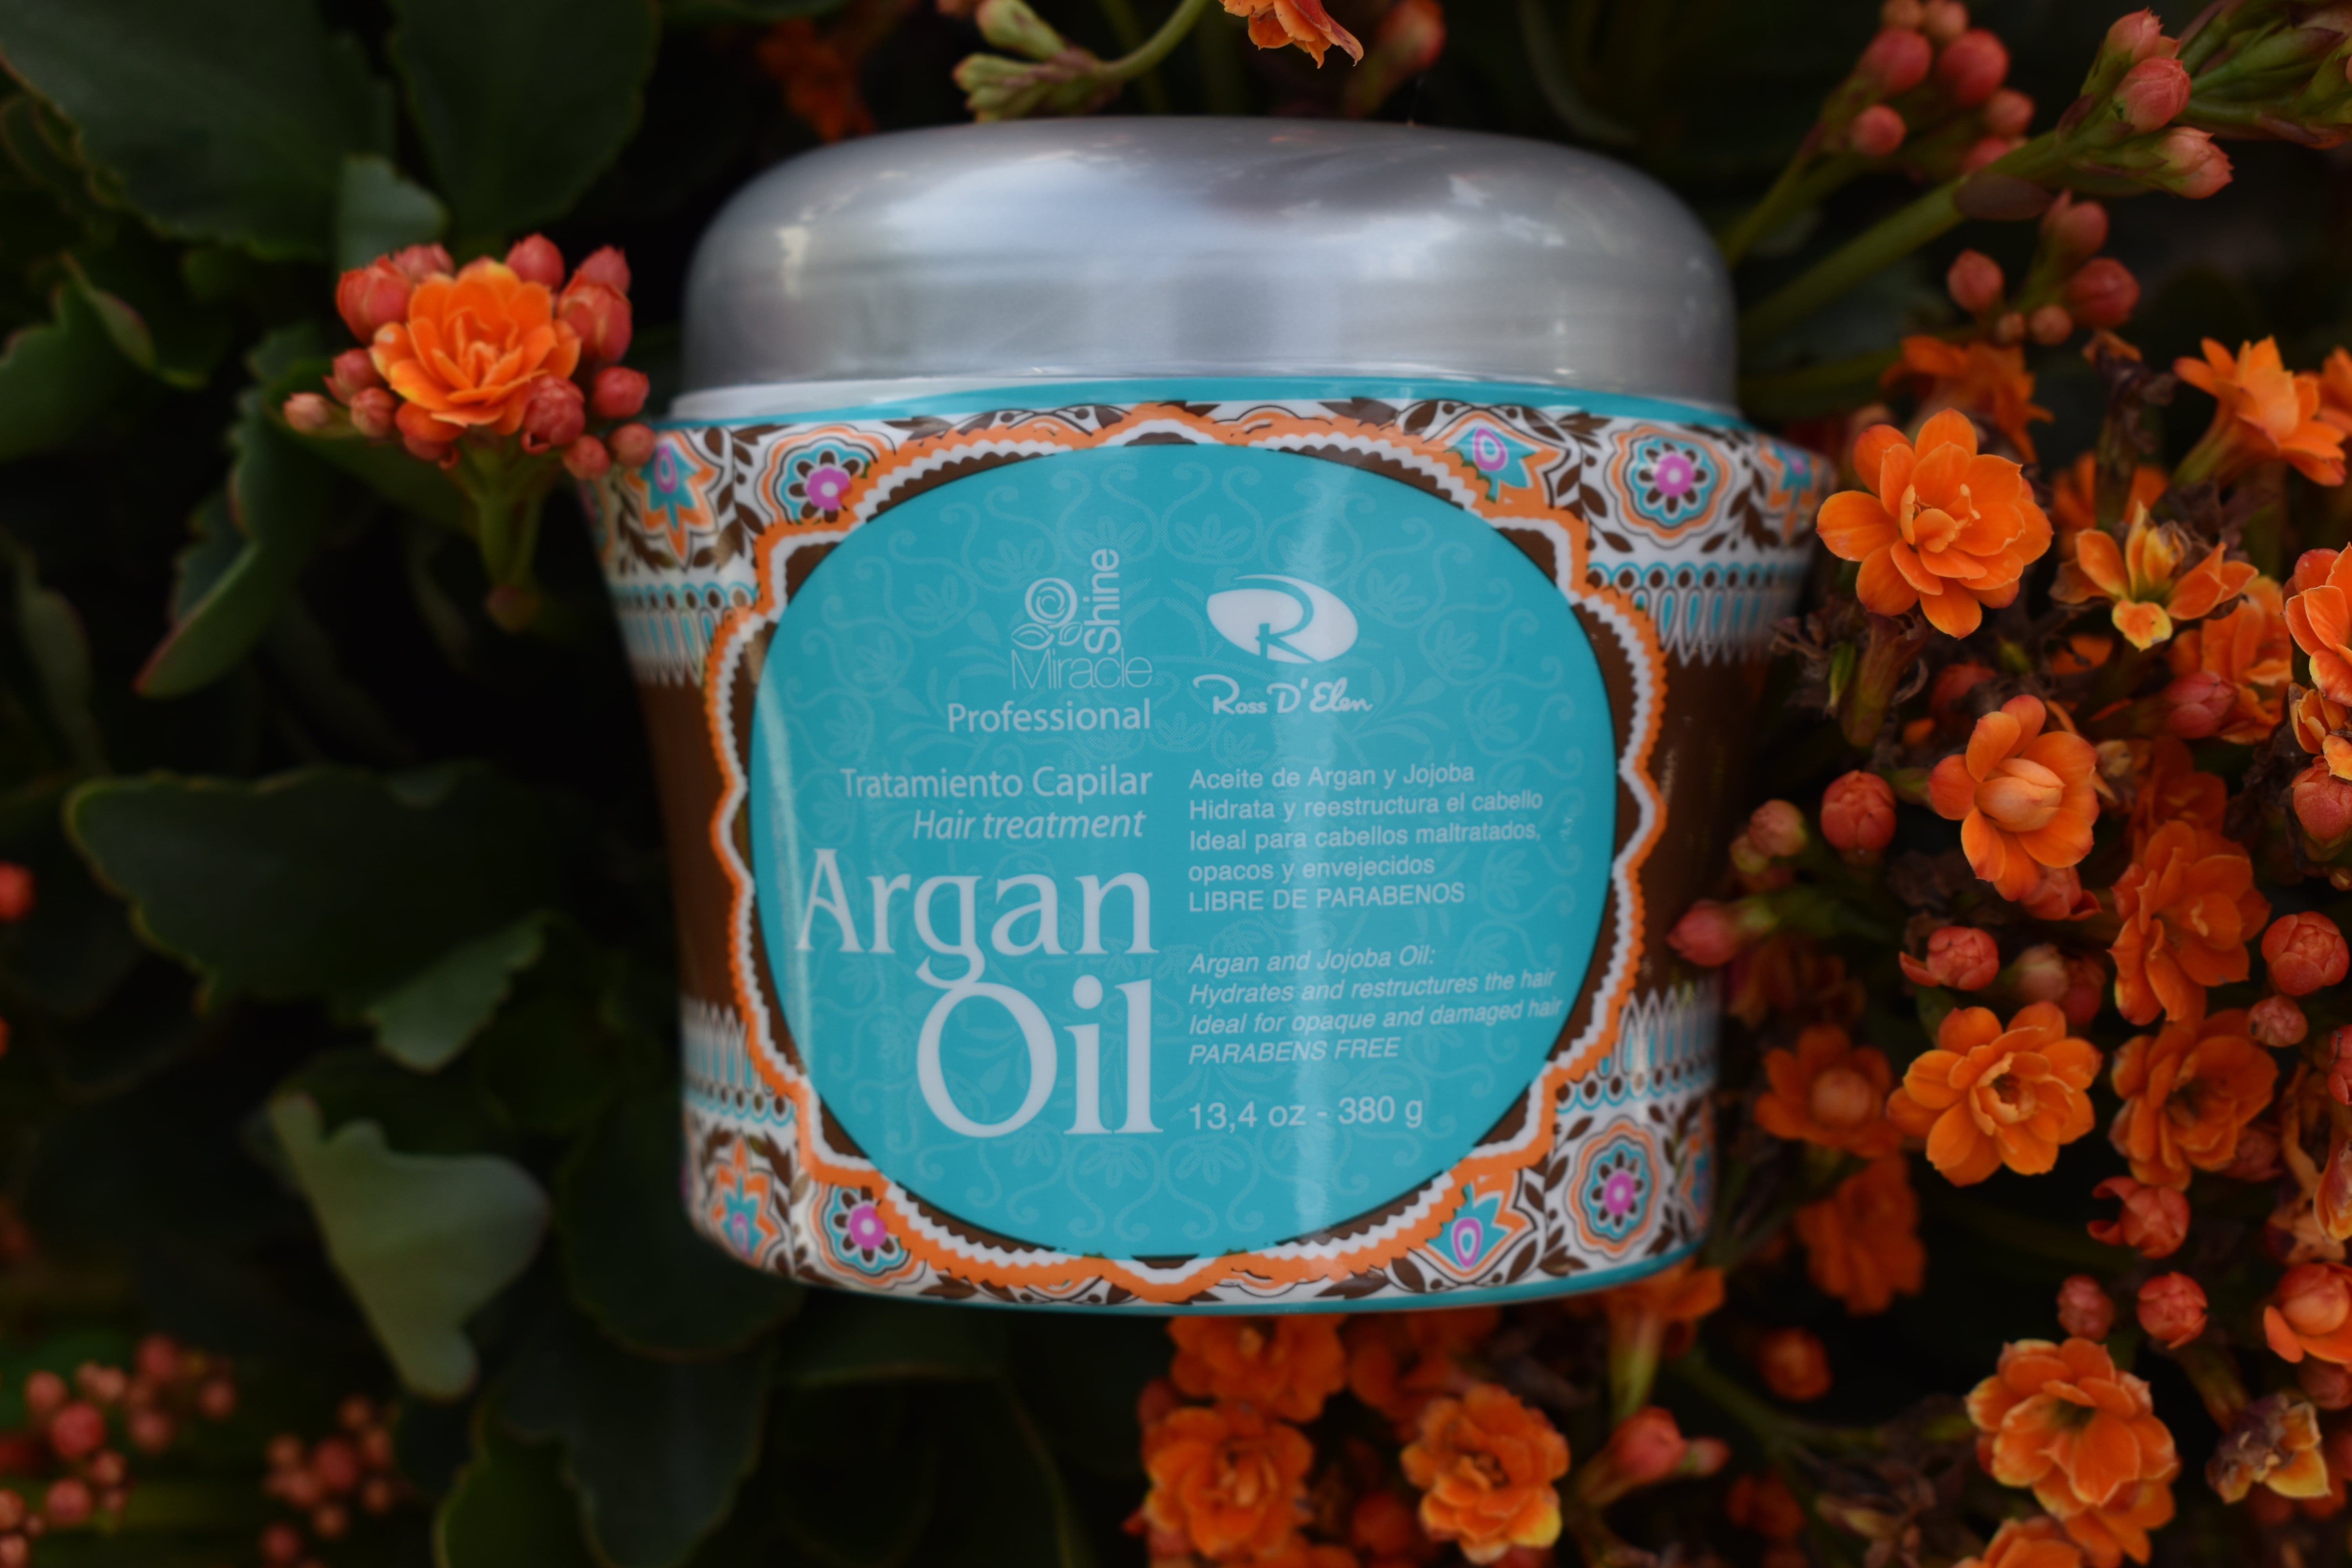 Miracle
Shine
Professional
Ross D'Elen
Tratamiento Capilar
Hair treatment
Argan
Oil
Aceite de Argan y Jojoba
Hidrata y reestructura el cabello
Ideal para cabellos maltratados,
opacos y envejecidos
LIBRE DE PARABENOS
Argan and Jojoba Oil:
Hydrates and restructures the hair
Ideal for opaque and damaged hair
PARABENS FREE
13,4 oz - 380 g